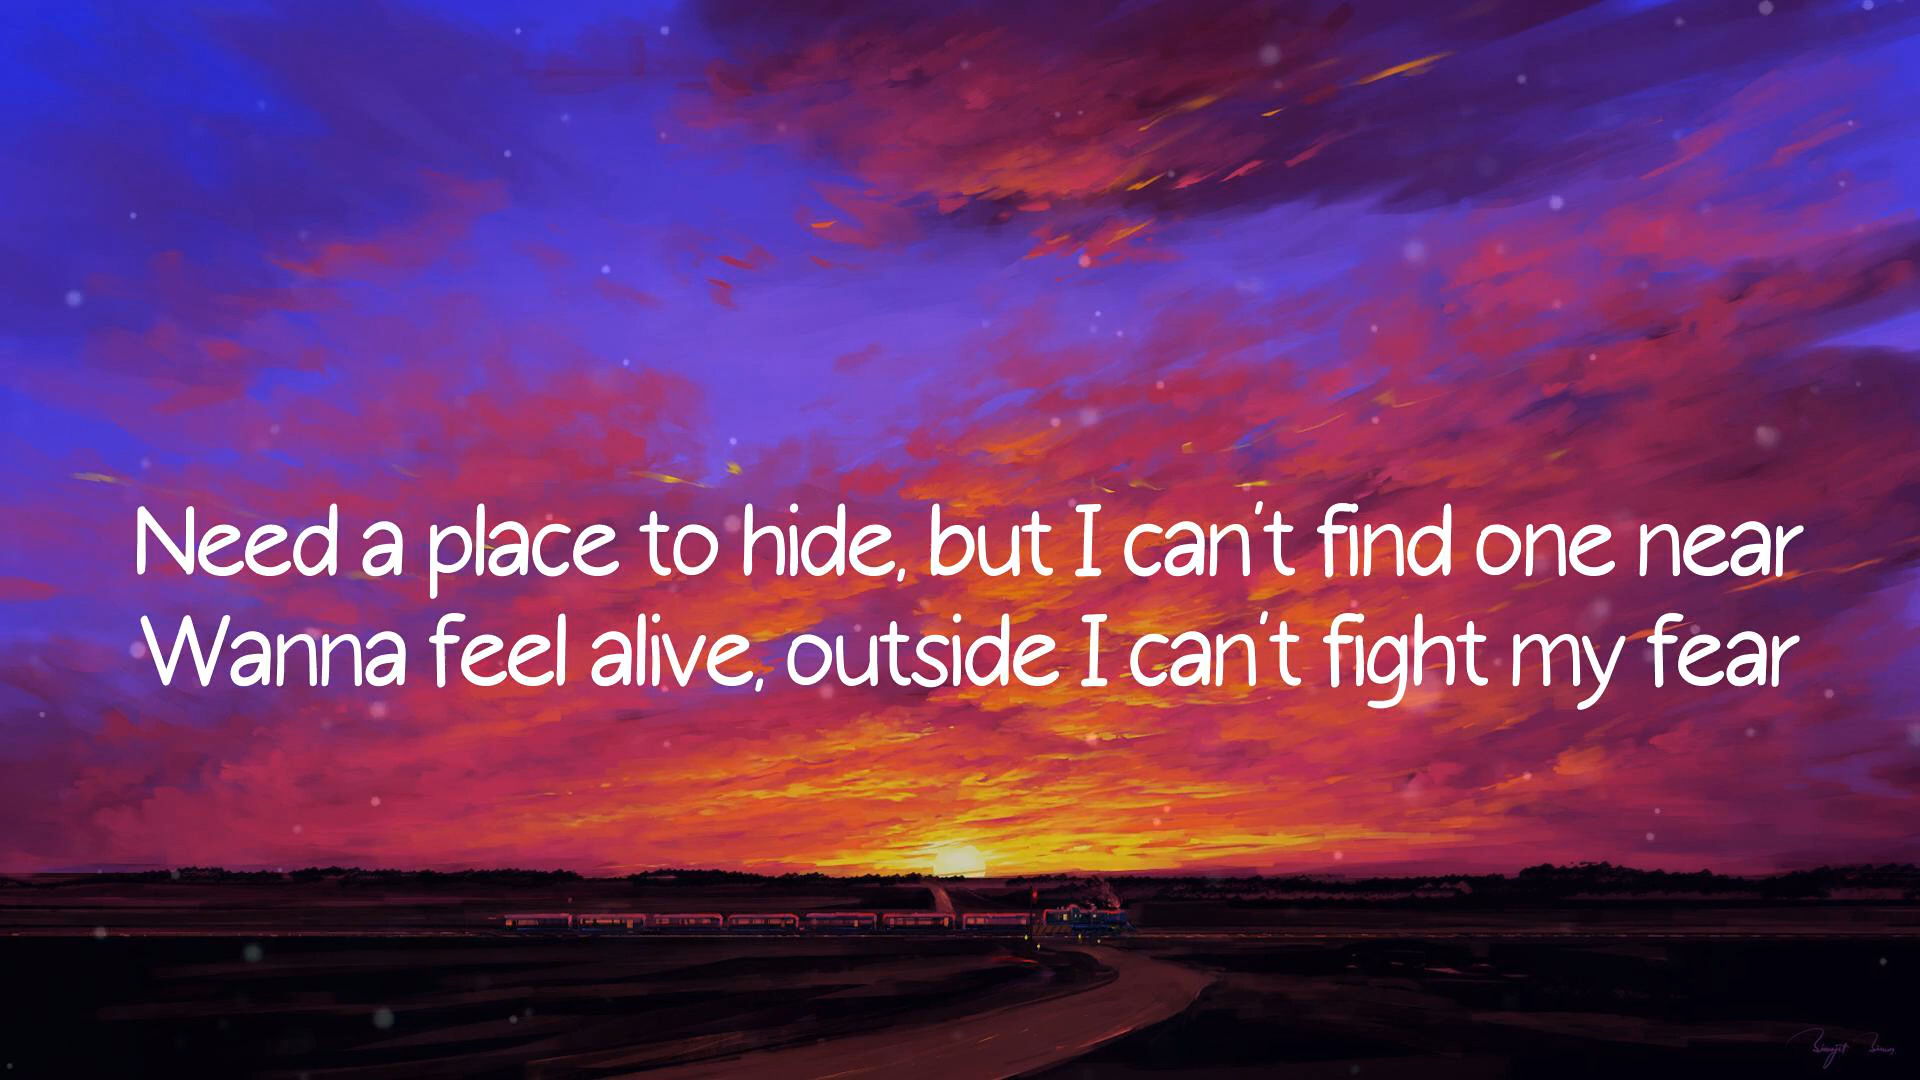 Need a place to hide, but I can't find one near
Wanna feel alive, outside I can't fight my fear